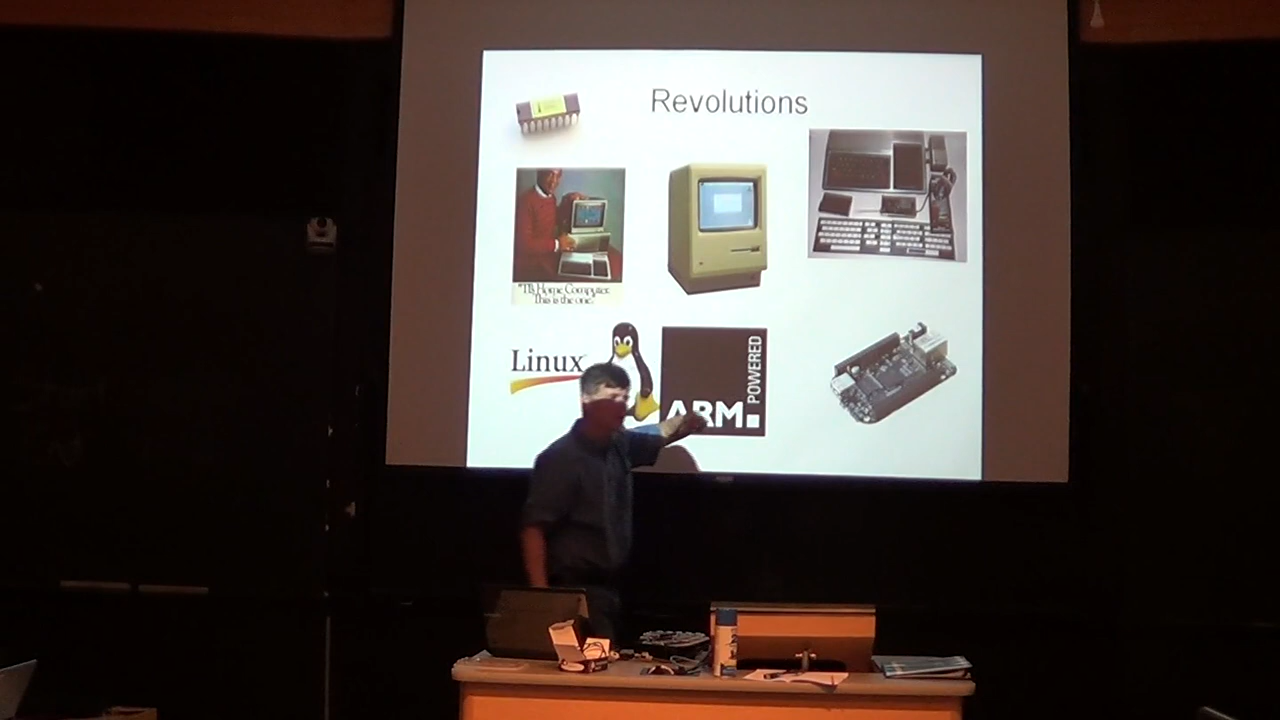 Revolutions
"TI's Home Computer.
This is the one."
Linux
ARM
POWERED